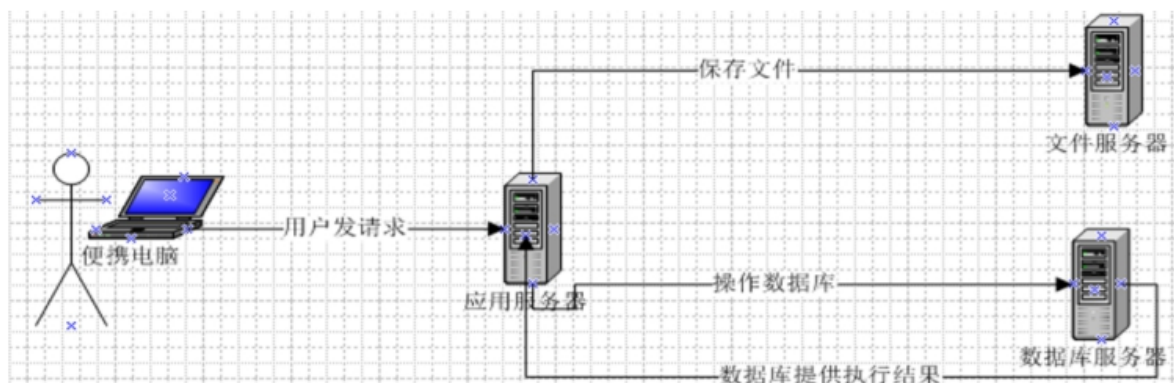 保存文件
文件服务器
用户发请求
便携电脑
操作数据库
应用服务器
数据库服务器
数据库提供执行结果